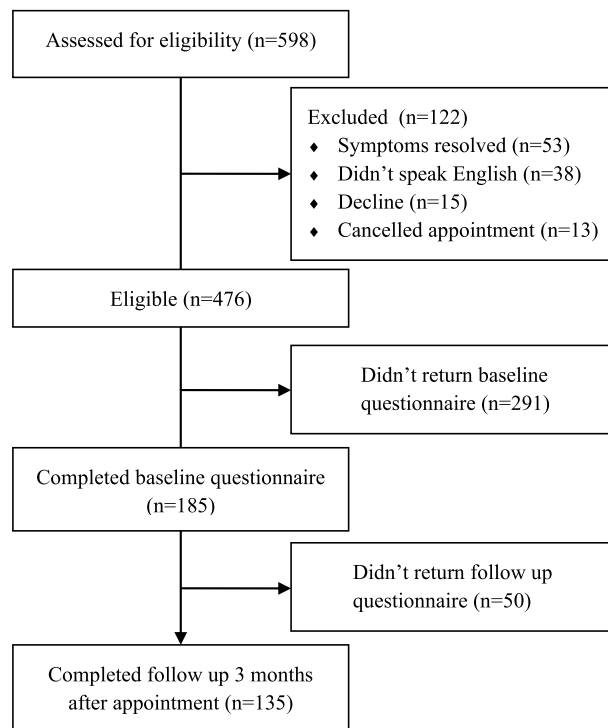 Assessed for eligibility (n=598)
Excluded (n=122)
♦ Symptoms resolved (n=53)
♦ Didn’t speak English (n=38)
♦ Decline (n=15)
♦ Cancelled appointment (n=13)
Eligible (n=476)
Didn’t return baseline
questionnaire (n=291)
Completed baseline questionnaire
(n=185)
Didn’t return follow up
questionnaire (n=50)
Completed follow up 3 months
after appointment (n=135)